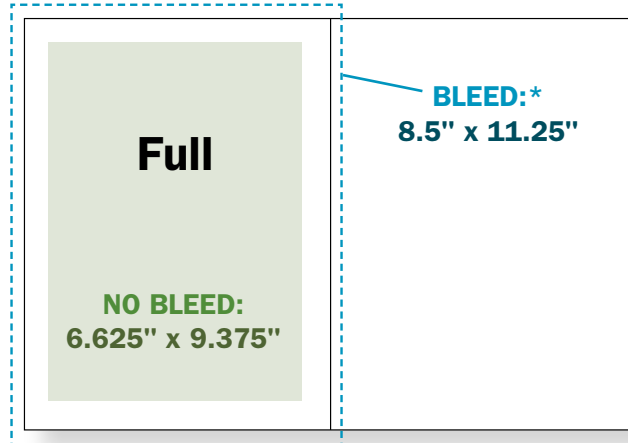 Full
NO BLEED:
6.625" x 9.375"
BLEED:*
8.5" x 11.25"